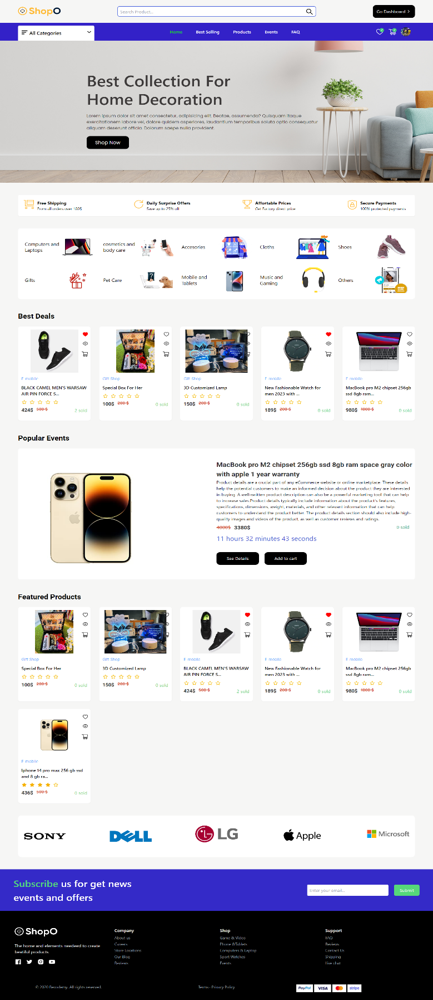 ShopO
Search Product...
Go Dashboard >
All Categories
Home
Best Selling
Products
Events
FAQ
2
2
Best Collection For
Home Decoration
Lorem ipsum dolor sit amet consectetur, adipisicing elit. Beatae, assumenda? Quisquam itaque
exercitationem labore vel, dolore quidem asperiores, laudantium temporibus soluta optio consequatur
aliquam deserunt officia. Dolorum saepe nulla provident.
Shop Now
Free Shipping
From all orders over 100$
Daily Surprise Offers
Save up to 25% off
Affortable Prices
Get Factory direct price
Secure Payments
100% protected payments
Computers and
Laptops
cosmetics and
body care
Accesories
Cloths
Shoes
Gifts
Pet Care
Mobile and
Tablets
Music and
Gaming
Others
Best Deals
E-mobile
BLACK CAMEL MEN'S WARSAW
AIR PIN FORCE S...
424$ 500 $
2 sold
Gift Shop
Special Box For Her
100$ 200 $
0 sold
Gift Shop
3D Customized Lamp
150$ 200 $
0 sold
E-mobile
New Fashionable Watch for
men 2023 with ...
189$ 200 $
0 sold
E-mobile
MacBook pro M2 chipset 256gb
ssd 8gb ram...
980$ 1000 $
0 sold
Popular Events
MacBook pro M2 chipset 256gb ssd 8gb ram space gray color
with apple 1 year warranty
Product details are a crucial part of any eCommerce website or online marketplace. These details
help the potential customers to make an informed decision about the product they are interested
in buying. A well-written product description can also be a powerful marketing tool that can help
to increase sales.Product details typically include information about the product's features,
specifications, dimensions, weight, materials, and other relevant information that can help
customers to understand the product better. The product details section should also include high-
quality images and videos of the product, as well as customer reviews and ratings.
4000$ 3380$
0 sold
11 hours 32 minutes 43 seconds
See Details
Add to cart
Featured Products
Gift Shop
Special Box For Her
100$ 200 $
0 sold
Gift Shop
3D Customized Lamp
150$ 200 $
0 sold
E-mobile
BLACK CAMEL MEN'S WARSAW
AIR PIN FORCE S...
424$ 500 $
2 sold
E-mobile
New Fashionable Watch for
men 2023 with ...
189$ 200 $
0 sold
E-mobile
MacBook pro M2 chipset 256gb
ssd 8gb ram...
980$ 1000 $
0 sold
E-mobile
Iphone 14 pro max 256 gb ssd
and 8 gb ra...
436$ 500 $
0 sold
SONY
DELL
LG
Apple
Microsoft
Subscribe us for get news
events and offers
Enter your email...
Submit
ShopO
The home and elements needeed to create
beatiful products.
Company
About us
Careers
Store Locations
Our Blog
Reviews
Shop
Game & Video
Phone &Tablets
Computers & Laptop
Sport Watches
Events
Support
FAQ
Reviews
Contact Us
Shipping
Live chat
© 2020 Becodemy. All rights reserved.
Terms · Privacy Policy
PayPal
VISA
stripe